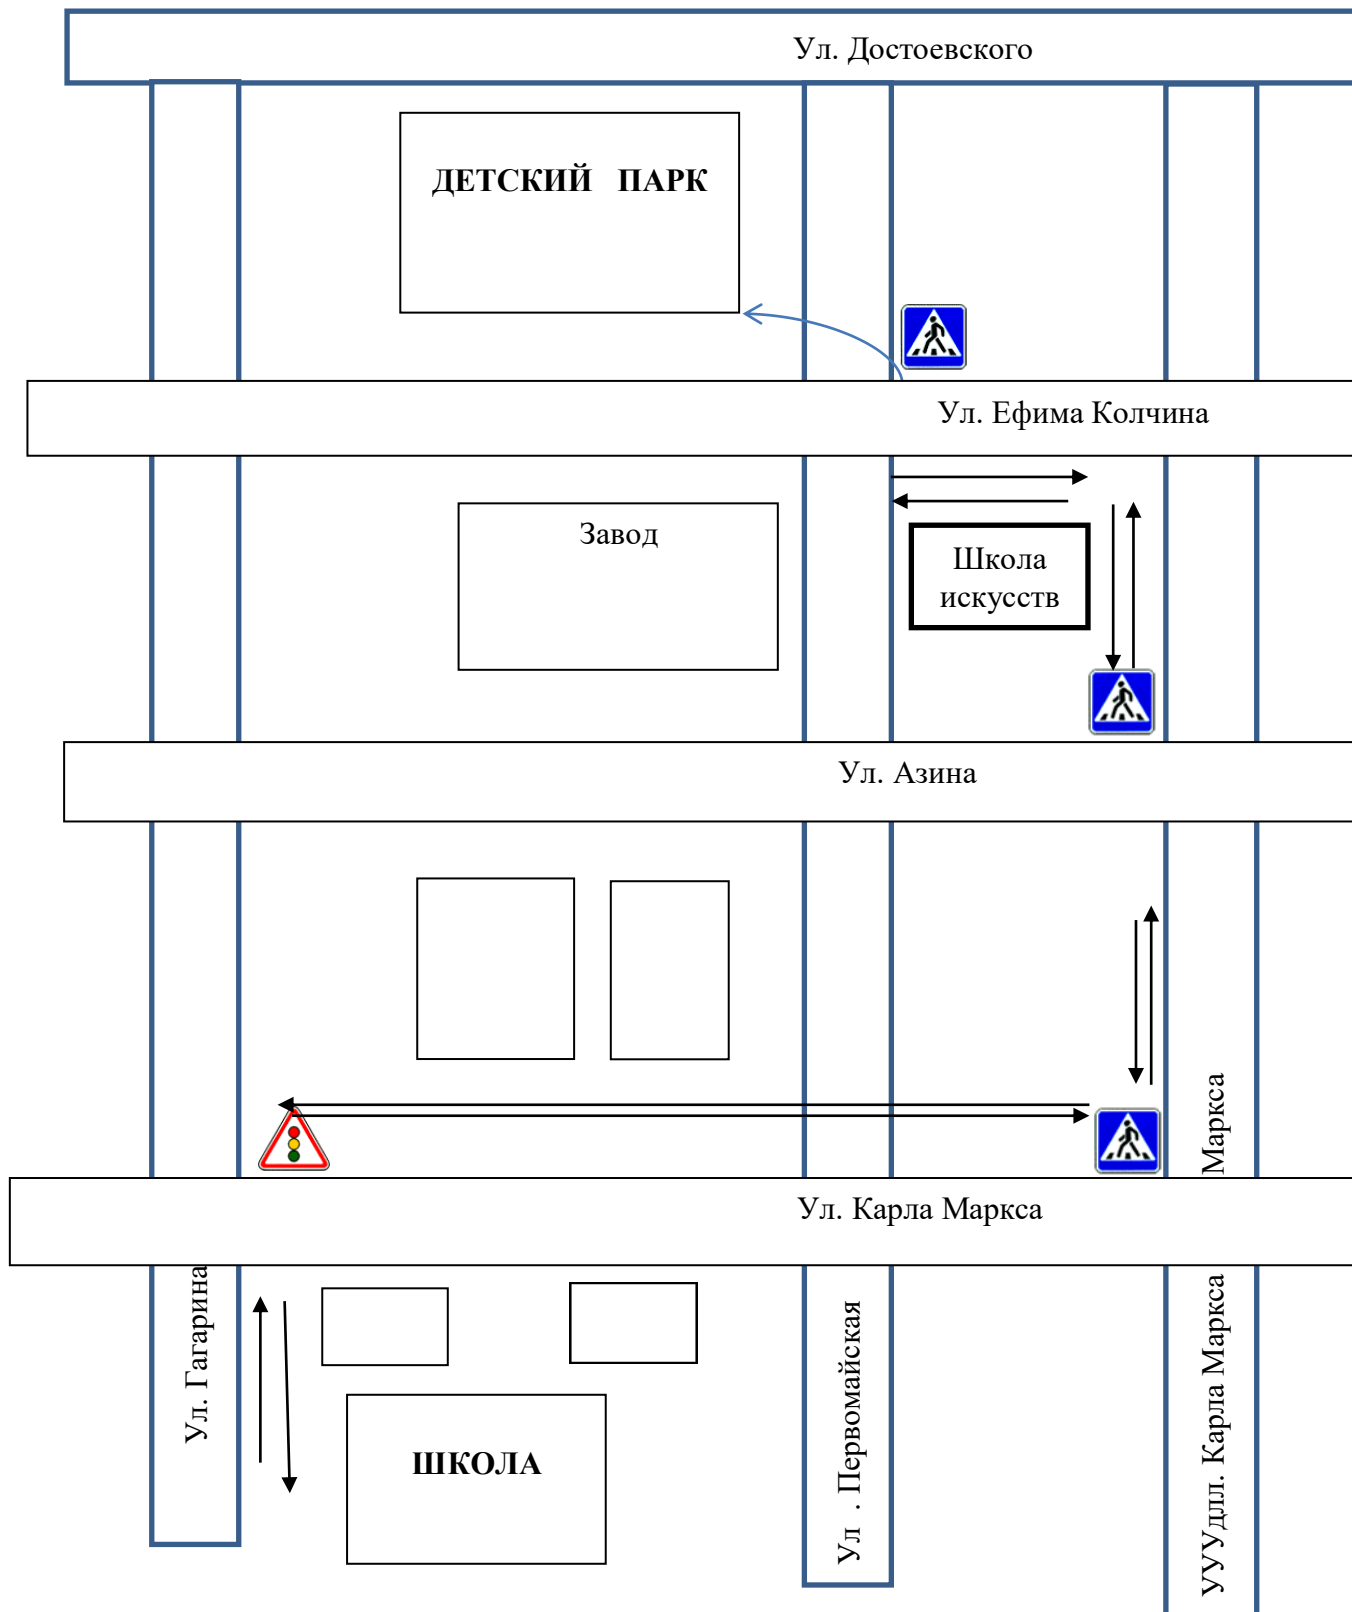 Ул. Достоевского
ДЕТСКИЙ ПАРК
Ул. Ефима Колчина
Завод
Школа
искусств
Ул. Азина
Маркса
Ул. Карла Маркса
Ул. Гагарина
Ул . Первомайская
УУУдлл. Карла Маркса
ШКОЛА